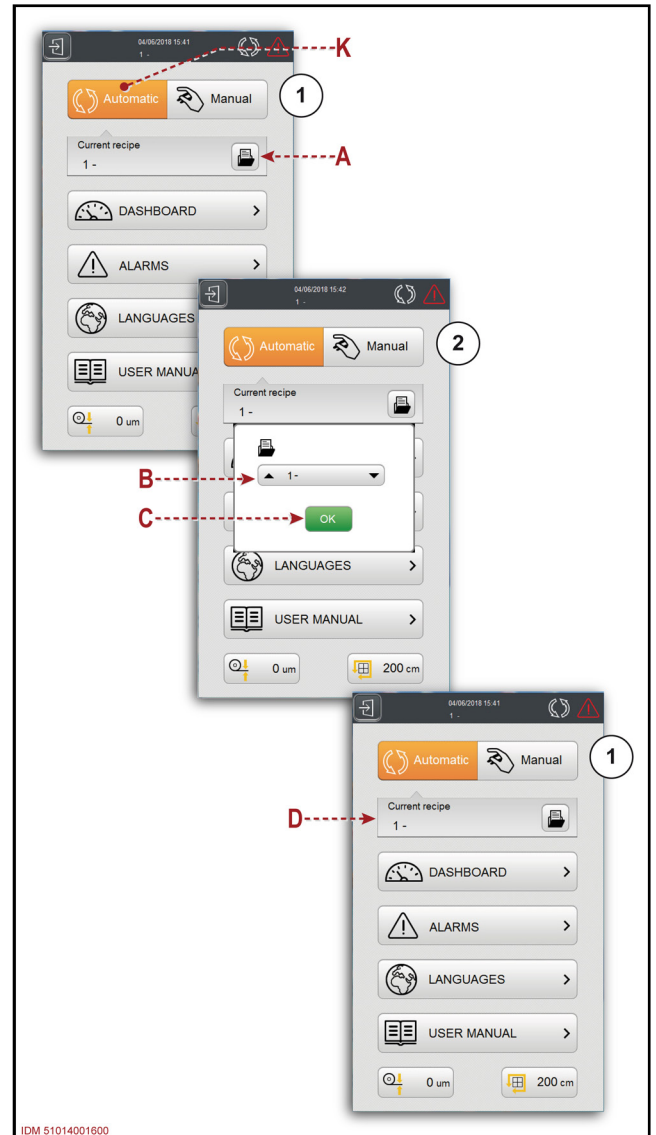 04/06/2018 15:41
1 -
K
Automatic
Manual
1
Current recipe
1 -
A
DASHBOARD
ALARMS
LANGUAGES
USER MANUA
0 um
04/06/2018 15:42
1 -
Automatic
Manual
2
Current recipe
1 -
B
1-
C
OK
LANGUAGES
USER MANUAL
0 um
200 cm
04/06/2018 15:41
1 -
Automatic
Manual
1
D
Current recipe
1 -
DASHBOARD
ALARMS
LANGUAGES
USER MANUAL
0 um
200 cm
IDM 51014001600